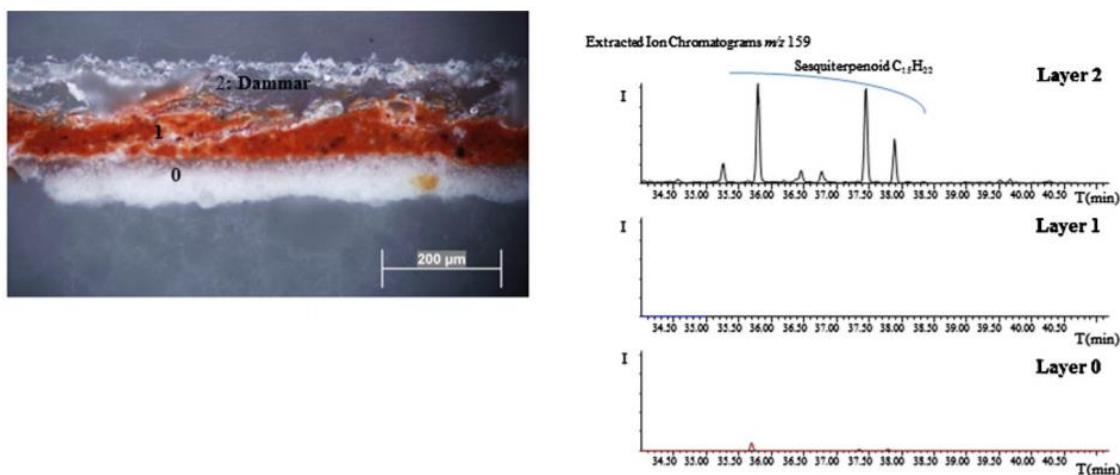 2: Dammar
1
0
200 µm
Extracted Ion Chromatograms m/z 159
Sesquiterpenoid C₁₅H₂₂
Layer 2
I
34.50 35.00 35.50 36.00 36.50 37.00 37.50 38.00 38.50 39.00 39.50 40.00 40.50
T(min)
Layer 1
I
34.50 35.00 35.50 36.00 36.50 37.00 37.50 38.00 38.50 39.00 39.50 40.00 40.50
T(min)
Layer 0
I
34.50 35.00 35.50 36.00 36.50 37.00 37.50 38.00 38.50 39.00 39.50 40.00 40.50
T(min)